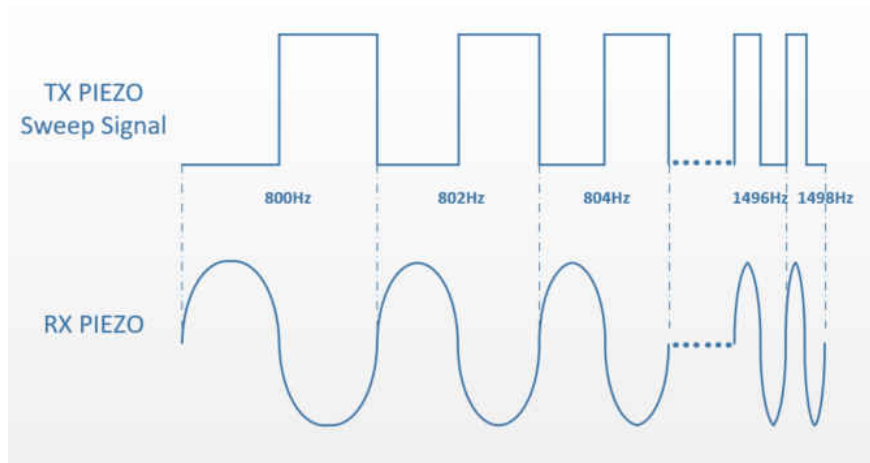 TX PIEZO
Sweep Signal
800Hz
802Hz
804Hz
1496Hz
1498Hz
RX PIEZO